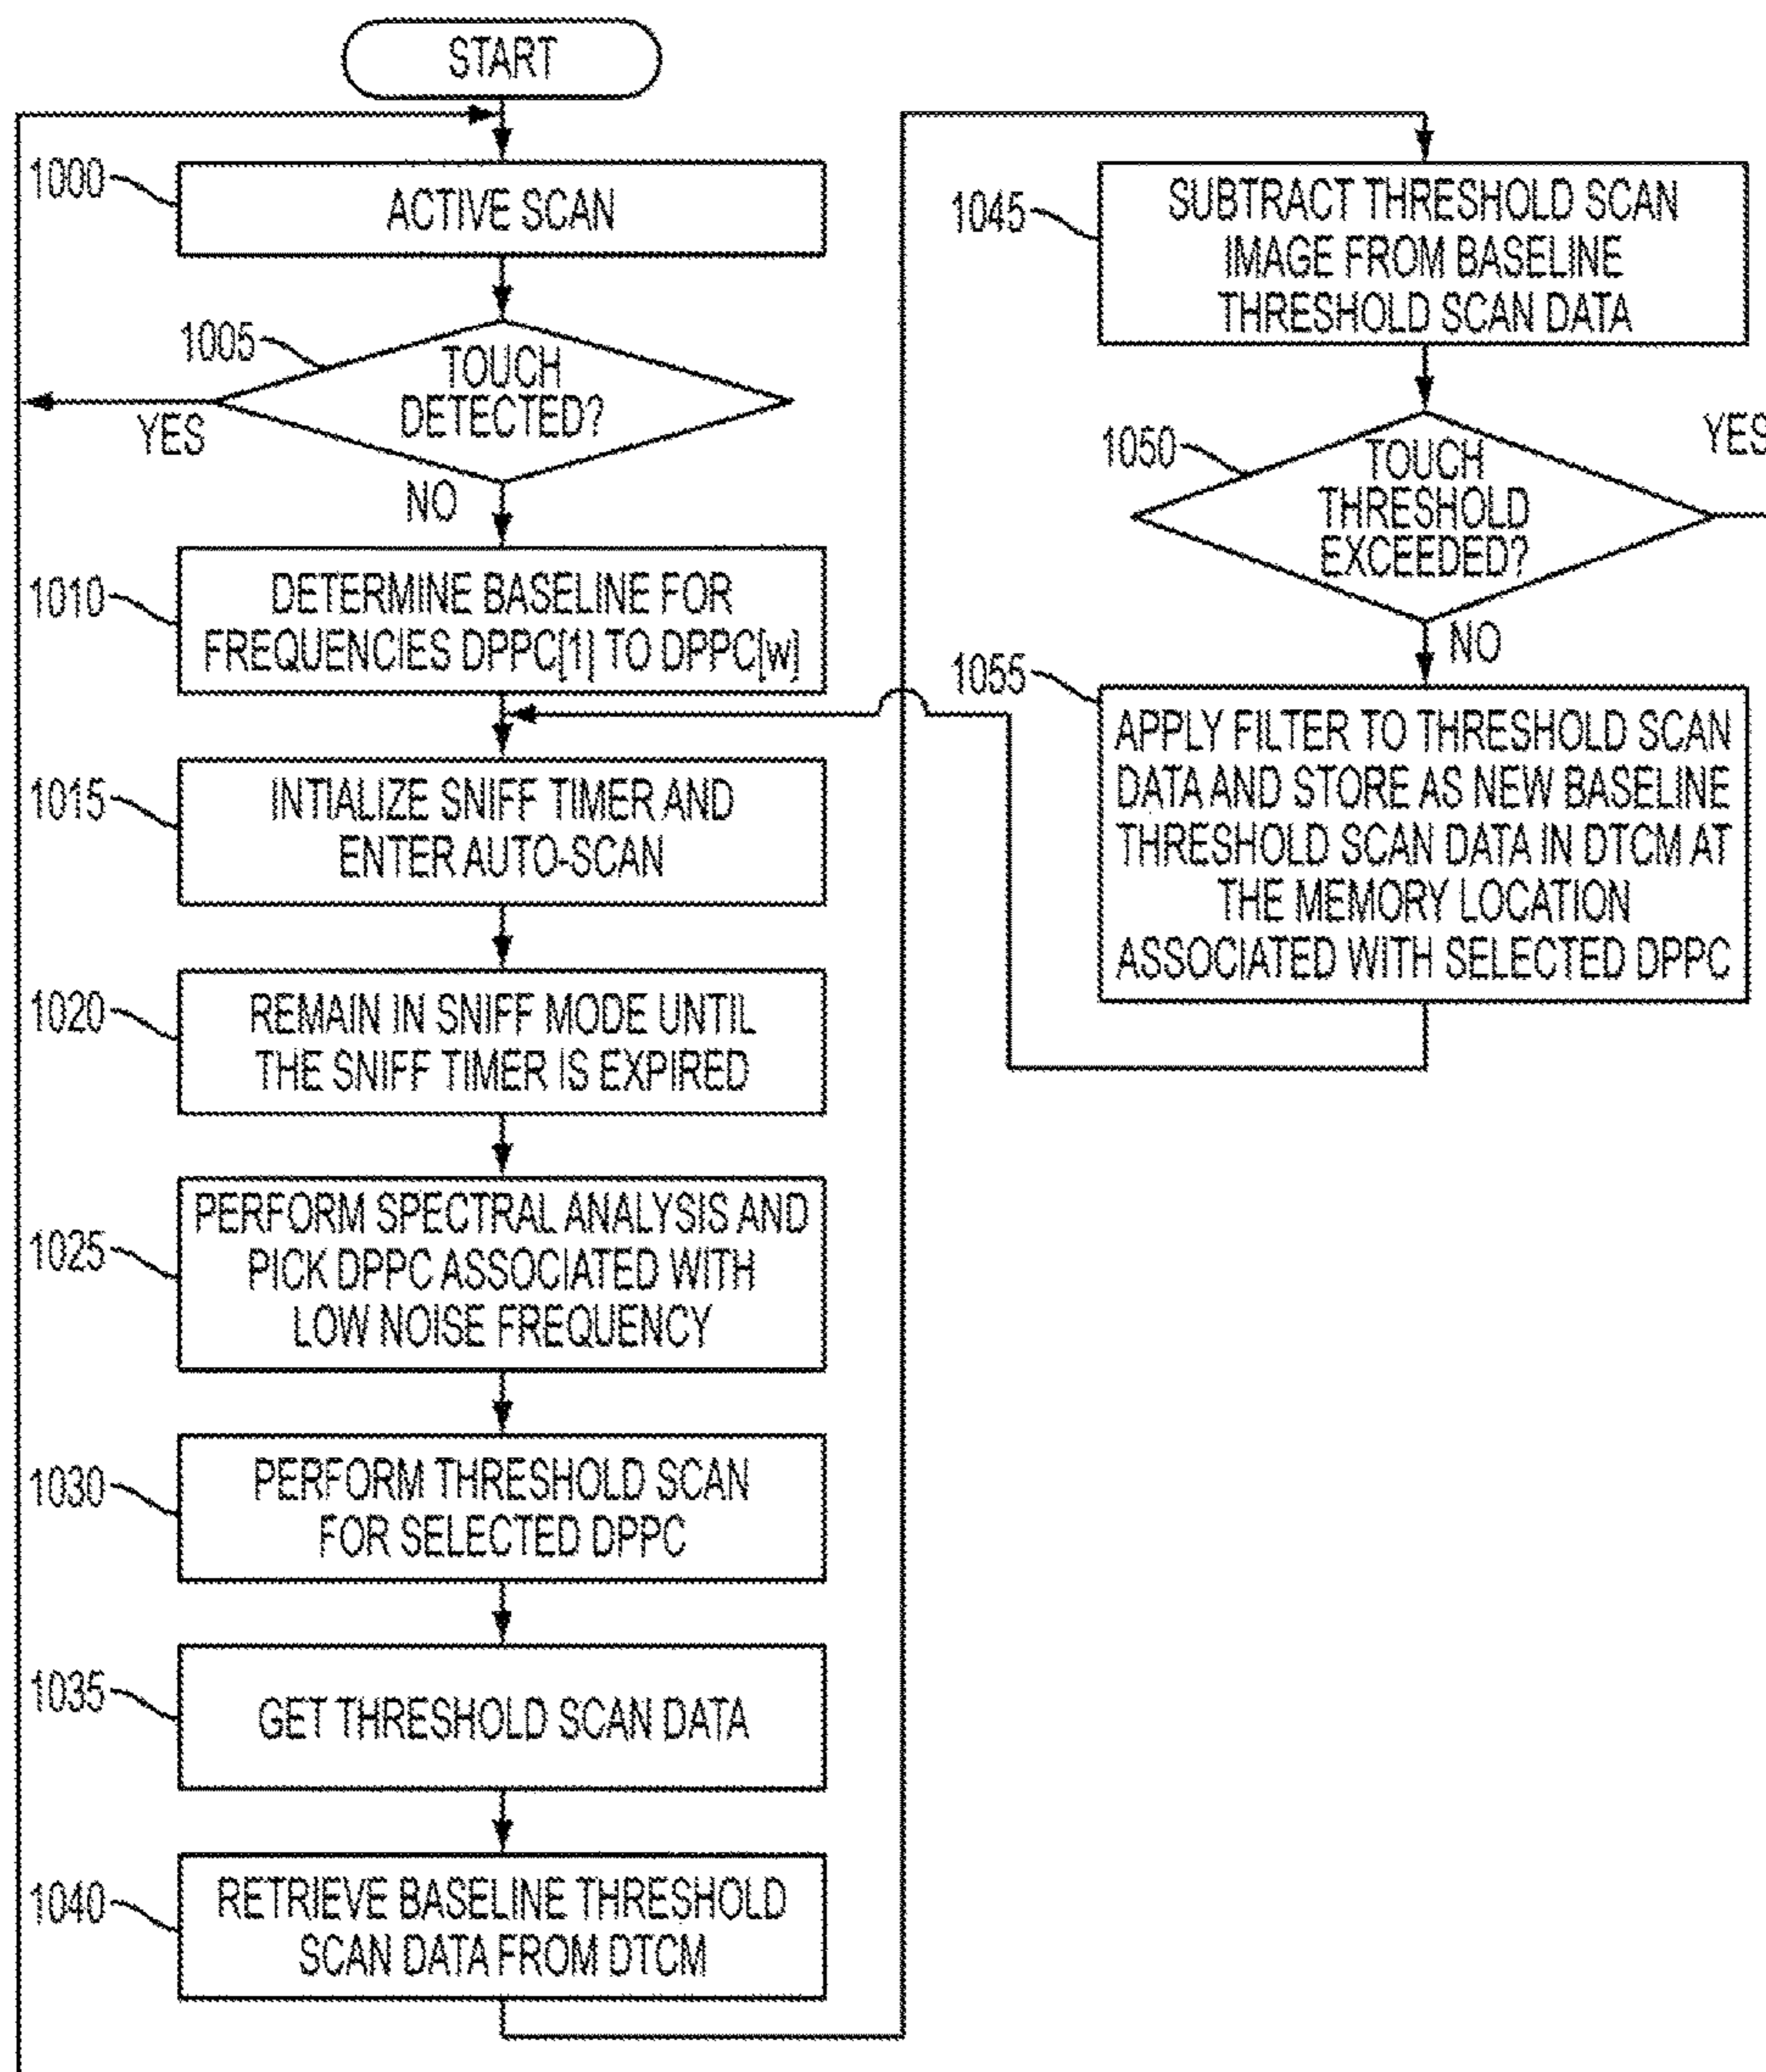 START
1000
ACTIVE SCAN
1005
TOUCH
DETECTED?
YES
NO
1010
DETERMINE BASELINE FOR
FREQUENCIES DPPC[1] TO DPPC[w]
1015
INTIALIZE SNIFF TIMER AND
ENTER AUTO-SCAN
1020
REMAIN IN SNIFF MODE UNTIL
THE SNIFF TIMER IS EXPIRED
1025
PERFORM SPECTRAL ANALYSIS AND
PICK DPPC ASSOCIATED WITH
LOW NOISE FREQUENCY
1030
PERFORM THRESHOLD SCAN
FOR SELECTED DPPC
1035
GET THRESHOLD SCAN DATA
1040
RETRIEVE BASELINE THRESHOLD
SCAN DATA FROM DTCM
1045
SUBTRACT THRESHOLD SCAN
IMAGE FROM BASELINE
THRESHOLD SCAN DATA
1050
TOUCH
THRESHOLD
EXCEEDED?
YES
NO
1055
APPLY FILTER TO THRESHOLD SCAN
DATA AND STORE AS NEW BASELINE
THRESHOLD SCAN DATA IN DTCM AT
THE MEMORY LOCATION
ASSOCIATED WITH SELECTED DPPC